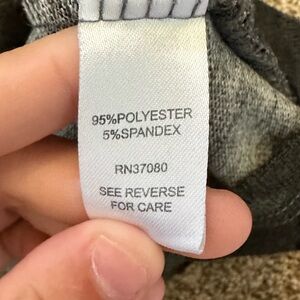 95%POLYESTER
5%SPANDEX
RN37080
SEE REVERSE
FOR CARE